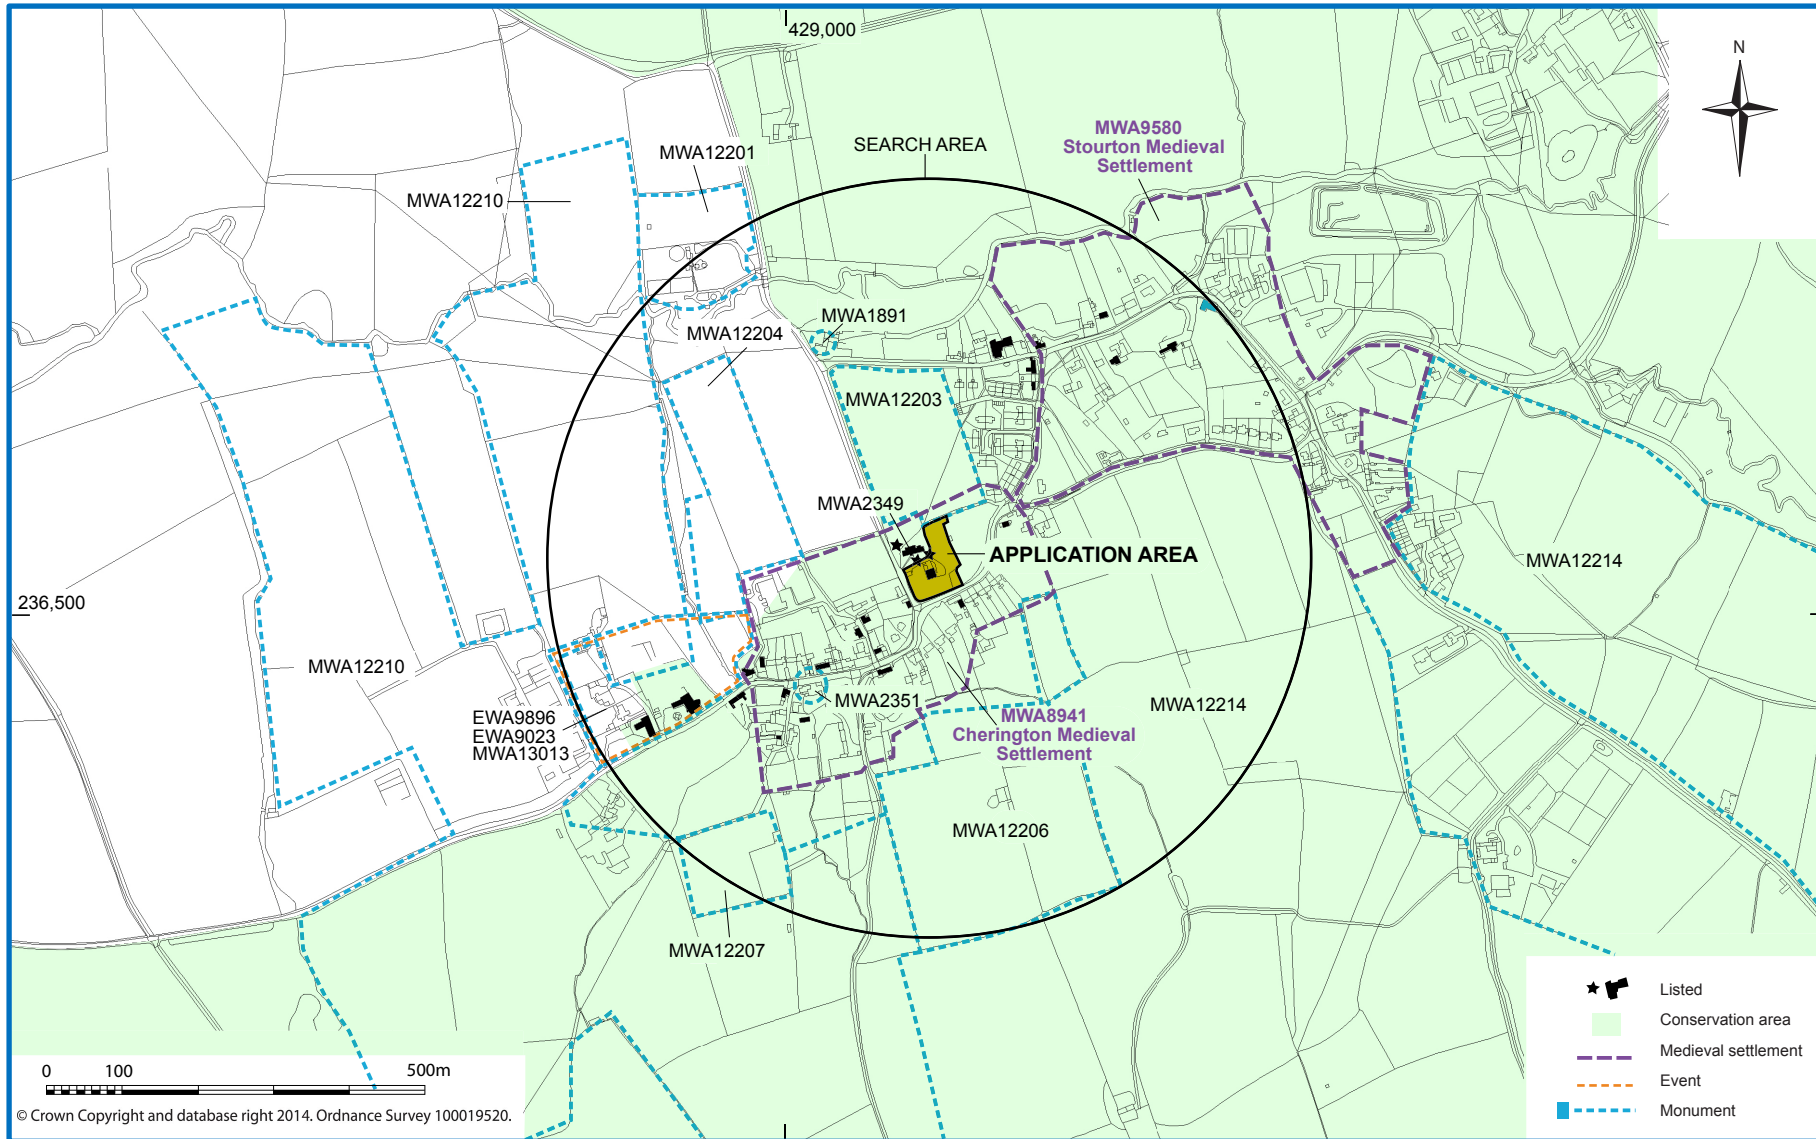 429,000
N
MWA9580
Stourton Medieval
Settlement
SEARCH AREA
MWA12201
MWA12210
MWA1891
MWA12204
MWA12203
MWA2349
APPLICATION AREA
MWA12214
236,500
MWA12210
MWA2351
MWA12214
EWA9896
EWA9023
MWA13013
MWA8941
Cherington Medieval
Settlement
MWA12206
MWA12207
Listed
Conservation area
Medieval settlement
Event
Monument
0 100 500m
© Crown Copyright and database right 2014. Ordnance Survey 100019520.